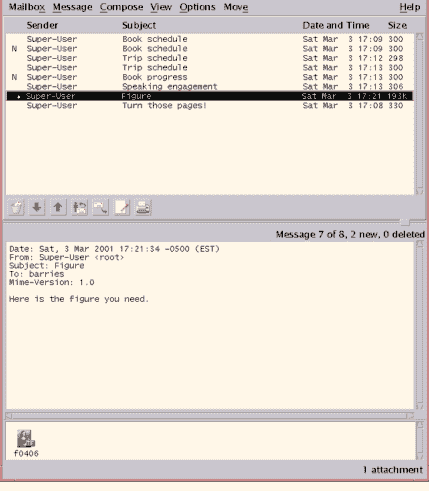 Mailbox Message Compose View Options Move Help
Sender Subject Date and Time Size
Super-User Book schedule Sat Mar 3 17:09 300
N Super-User Book schedule Sat Mar 3 17:09 300
Super-User Trip schedule Sat Mar 3 17:12 298
Super-User Trip schedule Sat Mar 3 17:13 300
N Super-User Book progress Sat Mar 3 17:13 300
Super-User Speaking engagement Sat Mar 3 17:13 306
Super-User Figure Sat Mar 3 17:21 193K
Super-User Turn those pages! Sat Mar 3 17:08 330
Message 7 of 8, 2 new, 0 deleted
Date: Sat, 3 Mar 2001 17:21:34 -0500 (EST)
From: Super-User <root>
Subject: Figure
To: barries
Mime-Version: 1.0
Here is the figure you need.
f0406
1 attachment